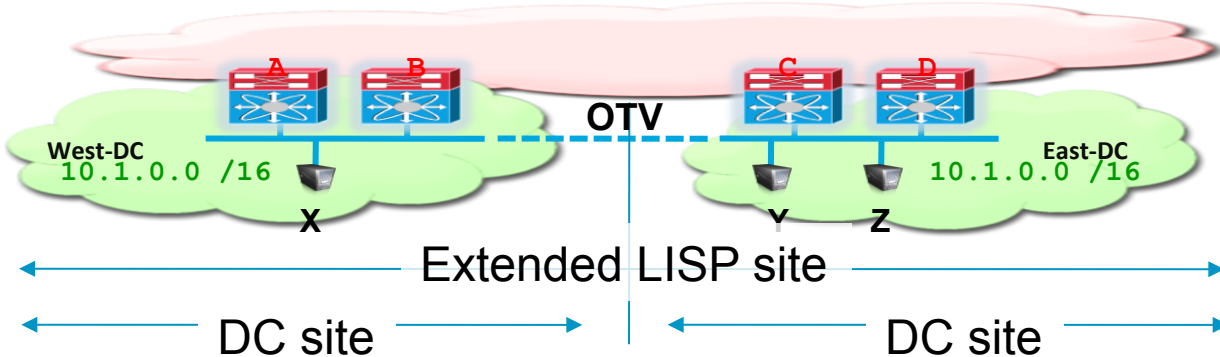 A B C D
OTV
West-DC East-DC
10.1.0.0 /16 10.1.0.0 /16
X Y Z
Extended LISP site
DC site DC site